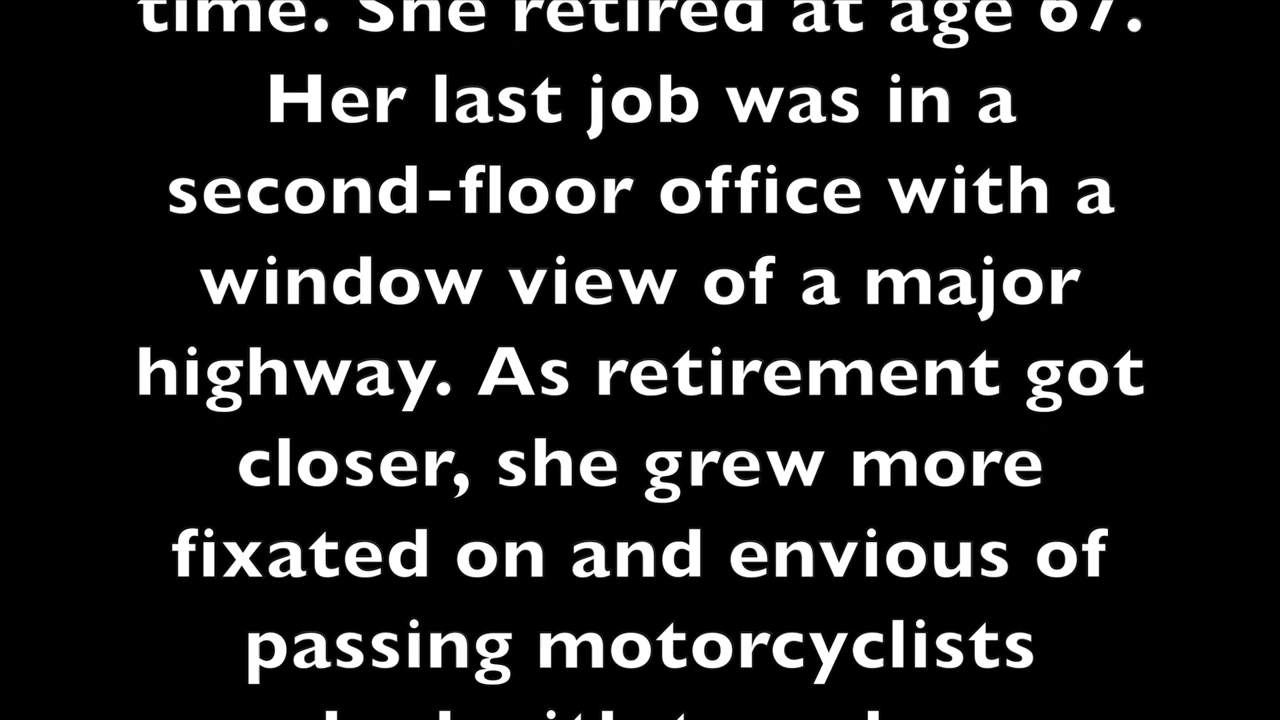 time. She retired at age 67.
Her last job was in a
second-floor office with a
window view of a major
highway. As retirement got
closer, she grew more
fixated on and envious of
passing motorcyclists